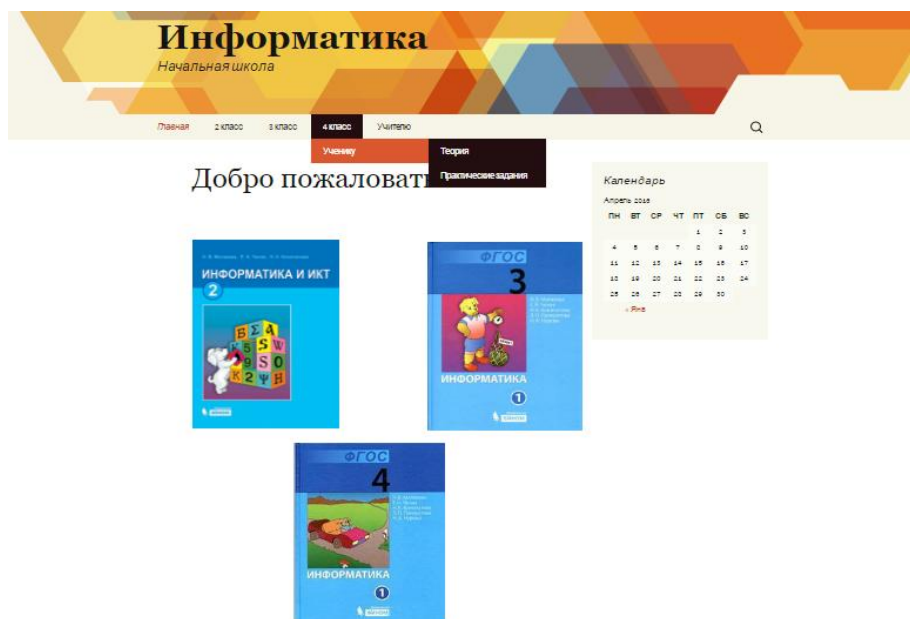 Информатика
Начальная школа
Главная 2 класс 3 класс 4 класс Учителю
Ученику Теория
Практические задания
Добро пожаловать
Календарь
Апрель 2016
ПН ВТ СР ЧТ ПТ СБ ВС
1 2 3
4 5 6 7 8 9 10
11 12 13 14 15 16 17
18 19 20 21 22 23 24
25 26 27 28 29 30
« Янв
ИНФОРМАТИКА И ИКТ
2
ФГОС
3
ИНФОРМАТИКА
1
ФГОС
4
ИНФОРМАТИКА
1